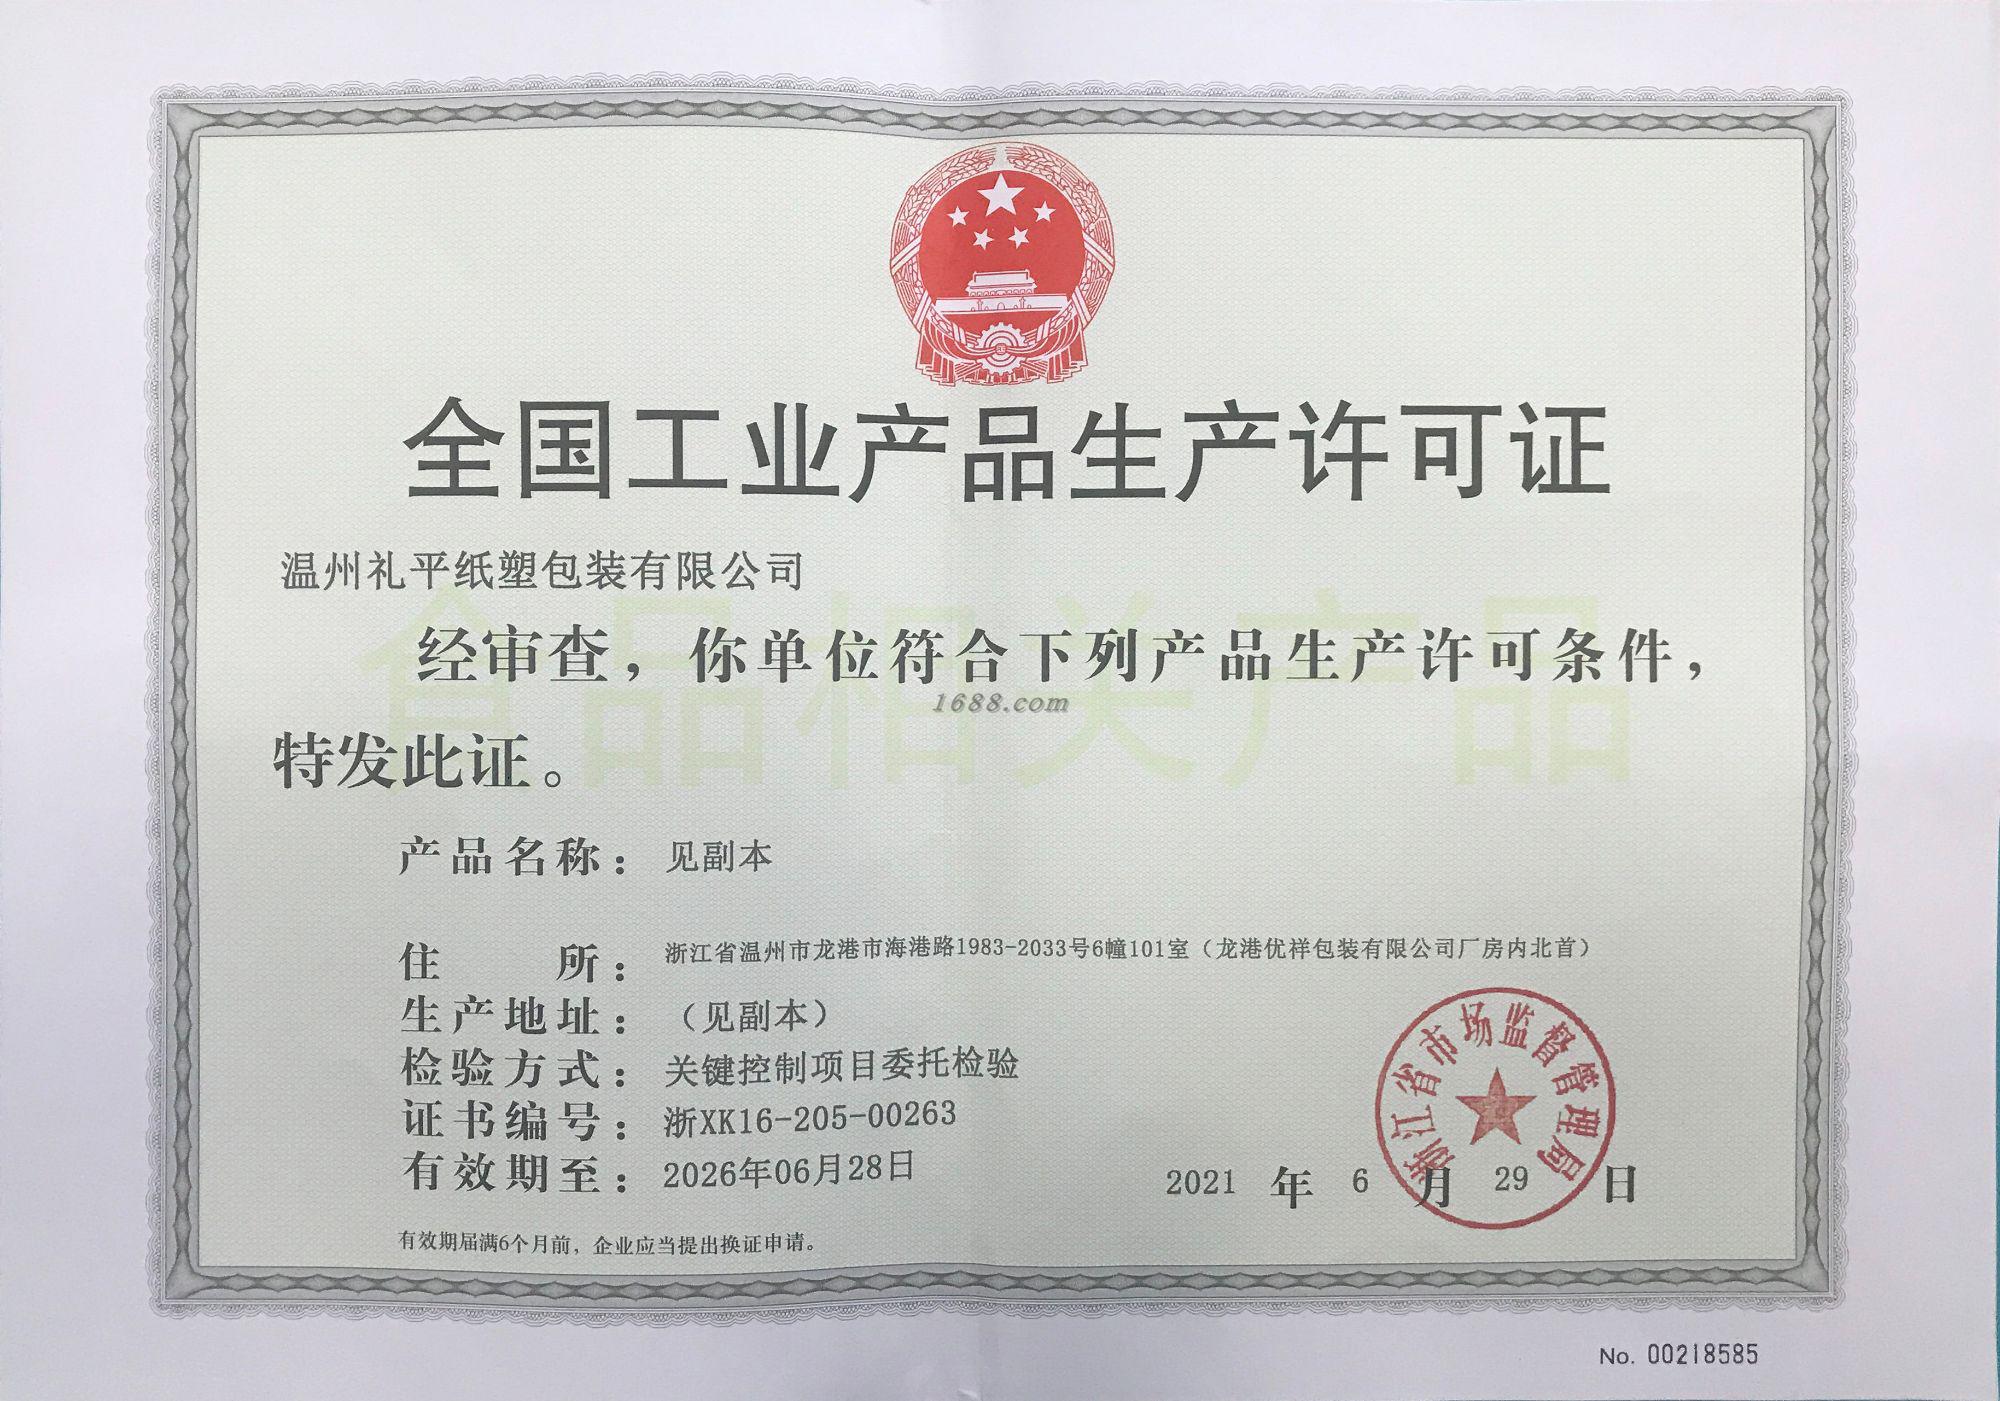 全国工业产品生产许可证
温州礼平纸塑包装有限公司
食品相关产品
经审查，你单位符合下列产品生产许可条件，
1688.com
特发此证。
产品名称：见副本
住所：浙江省温州市龙港市海港路1983-2033号6幢101室（龙港优祥包装有限公司厂房内北首）
生产地址：（见副本）
检验方式：关键控制项目委托检验
证书编号：浙XK16-205-00263
有效期至：2026年06月28日
浙江省市场监督管理局
2021 年 6 月 29 日
有效期届满6个月前，企业应当提出换证申请。
No. 00218585